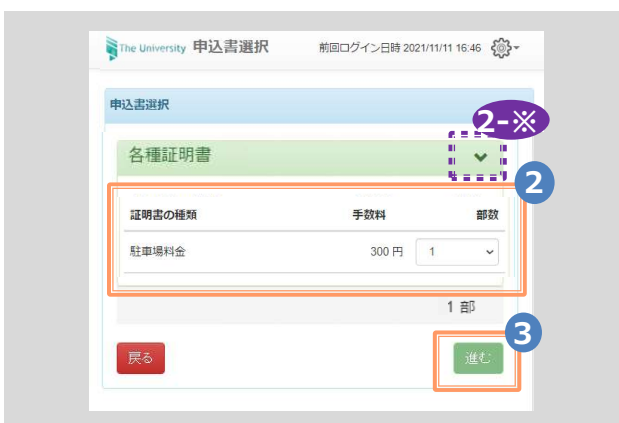 The University 申込書選択 前回ログイン日時 2021/11/11 16:46
申込書選択
2-※
各種証明書
2
証明書の種類 手数料 部数
駐車場料金 300 円 1
1 部
3
戻る 進む